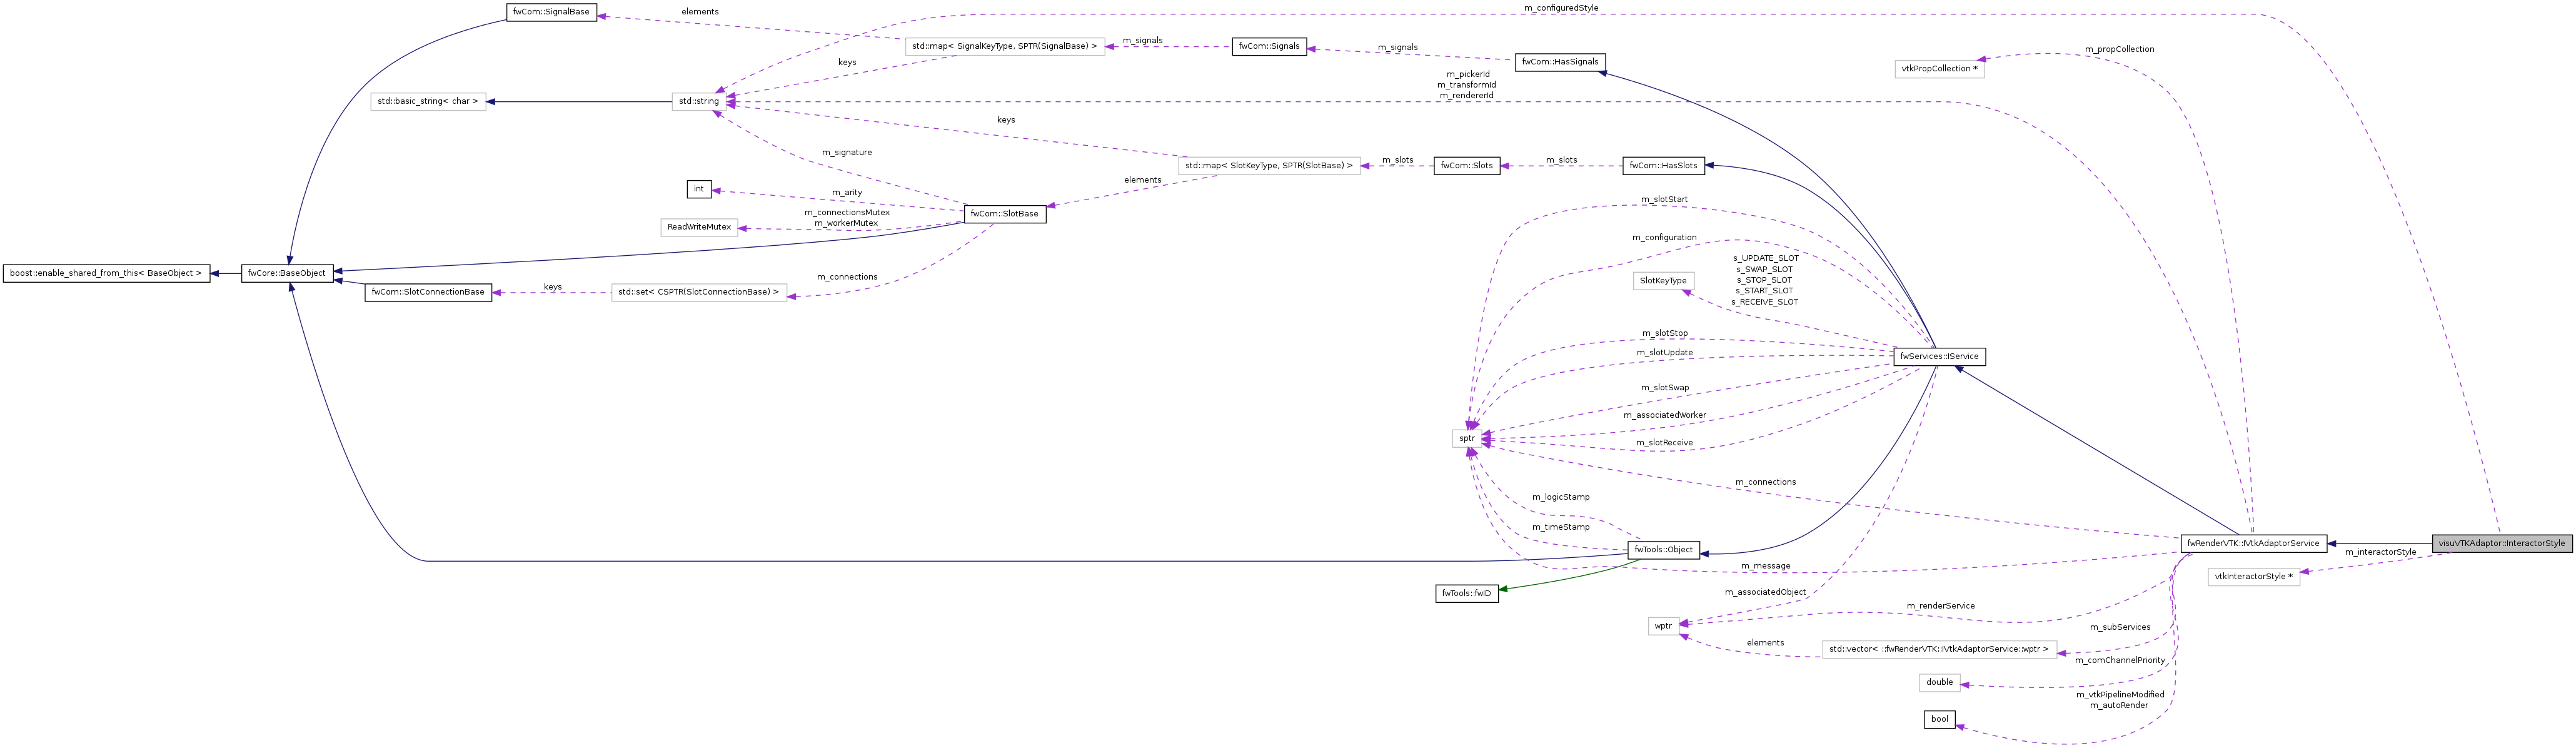 fwCom::SignalBase
elements
m_configuredStyle
std::map< SignalKeyType, SPTR(SignalBase) >
m_signals
fwCom::Signals
m_signals
fwCom::HasSignals
m_propCollection
vtkPropCollection *
keys
m_pickerId
m_transformId
m_rendererId
std::basic_string< char >
std::string
keys
m_signature
std::map< SlotKeyType, SPTR(SlotBase) >
m_slots
fwCom::Slots
m_slots
fwCom::HasSlots
elements
int
m_arity
m_connectionsMutex
m_workerMutex
fwCom::SlotBase
ReadWriteMutex
m_slotStart
m_configuration
s_UPDATE_SLOT
s_SWAP_SLOT
s_STOP_SLOT
s_START_SLOT
s_RECEIVE_SLOT
SlotKeyType
boost::enable_shared_from_this< BaseObject >
fwCore::BaseObject
m_connections
fwCom::SlotConnectionBase
keys
std::set< CSPTR(SlotConnectionBase) >
m_slotStop
m_slotUpdate
fwServices::IService
m_slotSwap
m_associatedWorker
m_slotReceive
sptr
m_connections
m_logicStamp
m_timeStamp
fwTools::Object
fwRenderVTK::IVtkAdaptorService
visuVTKAdaptor::InteractorStyle
m_interactorStyle
vtkInteractorStyle *
m_message
fwTools::fwID
m_associatedObject
m_renderService
wptr
m_subServices
elements
std::vector< ::fwRenderVTK::IVtkAdaptorService::wptr >
m_comChannelPriority
double
m_vtkPipelineModified
m_autoRender
bool